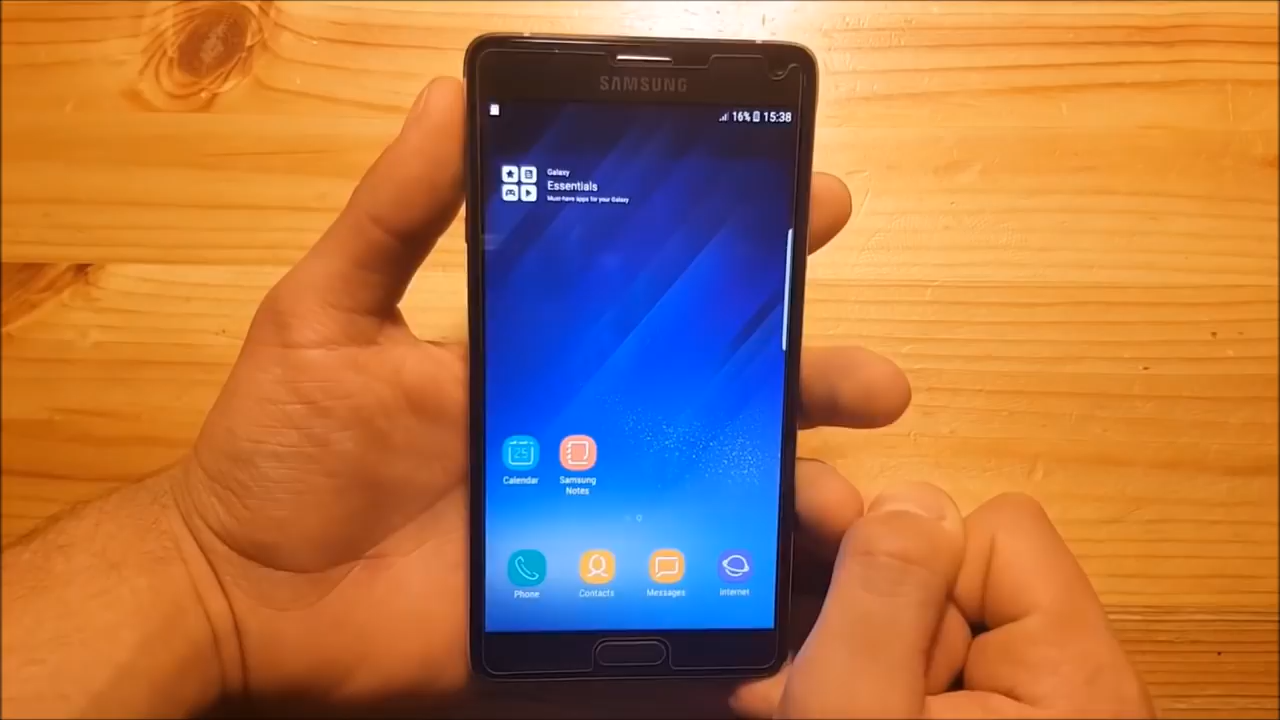 SAMSUNG
16% 15:38
Galaxy
Essentials
Must-have apps for your Galaxy
25
Calendar
Samsung
Notes
Phone
Contacts
Messages
Internet